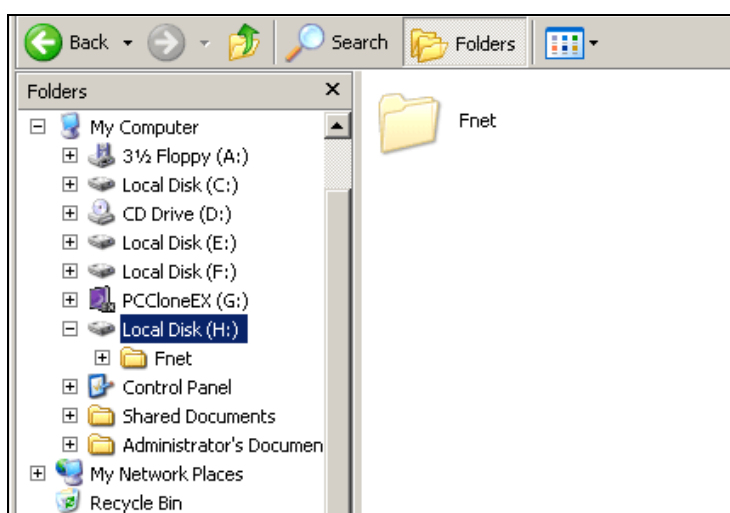 Back Search Folders
Folders
My Computer
3½ Floppy (A:)
Local Disk (C:)
CD Drive (D:)
Local Disk (E:)
Local Disk (F:)
PCCloneEX (G:)
Local Disk (H:)
Fnet
Control Panel
Shared Documents
Administrator's Documen
My Network Places
Recycle Bin
Fnet